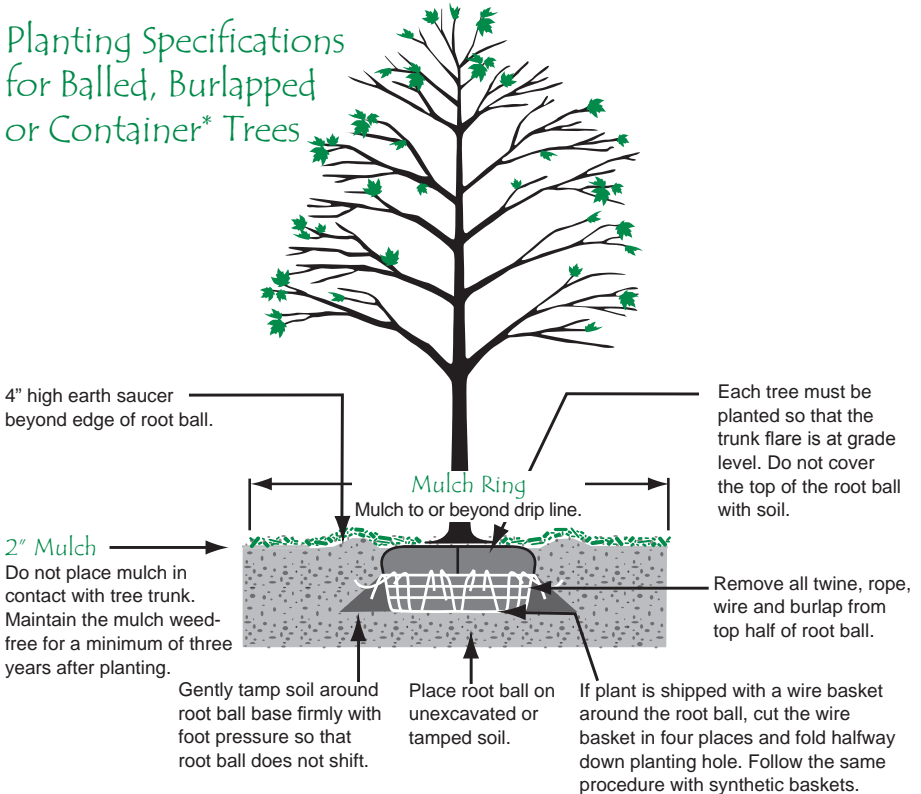 Planting Specifications
for Balled, Burlapped
or Container* Trees
4” high earth saucer
beyond edge of root ball.
Each tree must be
planted so that the
trunk flare is at grade
level. Do not cover
the top of the root ball
with soil.
Mulch Ring
Mulch to or beyond drip line.
2” Mulch
Do not place mulch in
contact with tree trunk.
Maintain the mulch weed-
free for a minimum of three
years after planting.
Remove all twine, rope,
wire and burlap from
top half of root ball.
Gently tamp soil around
root ball base firmly with
foot pressure so that
root ball does not shift.
Place root ball on
unexcavated or
tamped soil.
If plant is shipped with a wire basket
around the root ball, cut the wire
basket in four places and fold halfway
down planting hole. Follow the same
procedure with synthetic baskets.